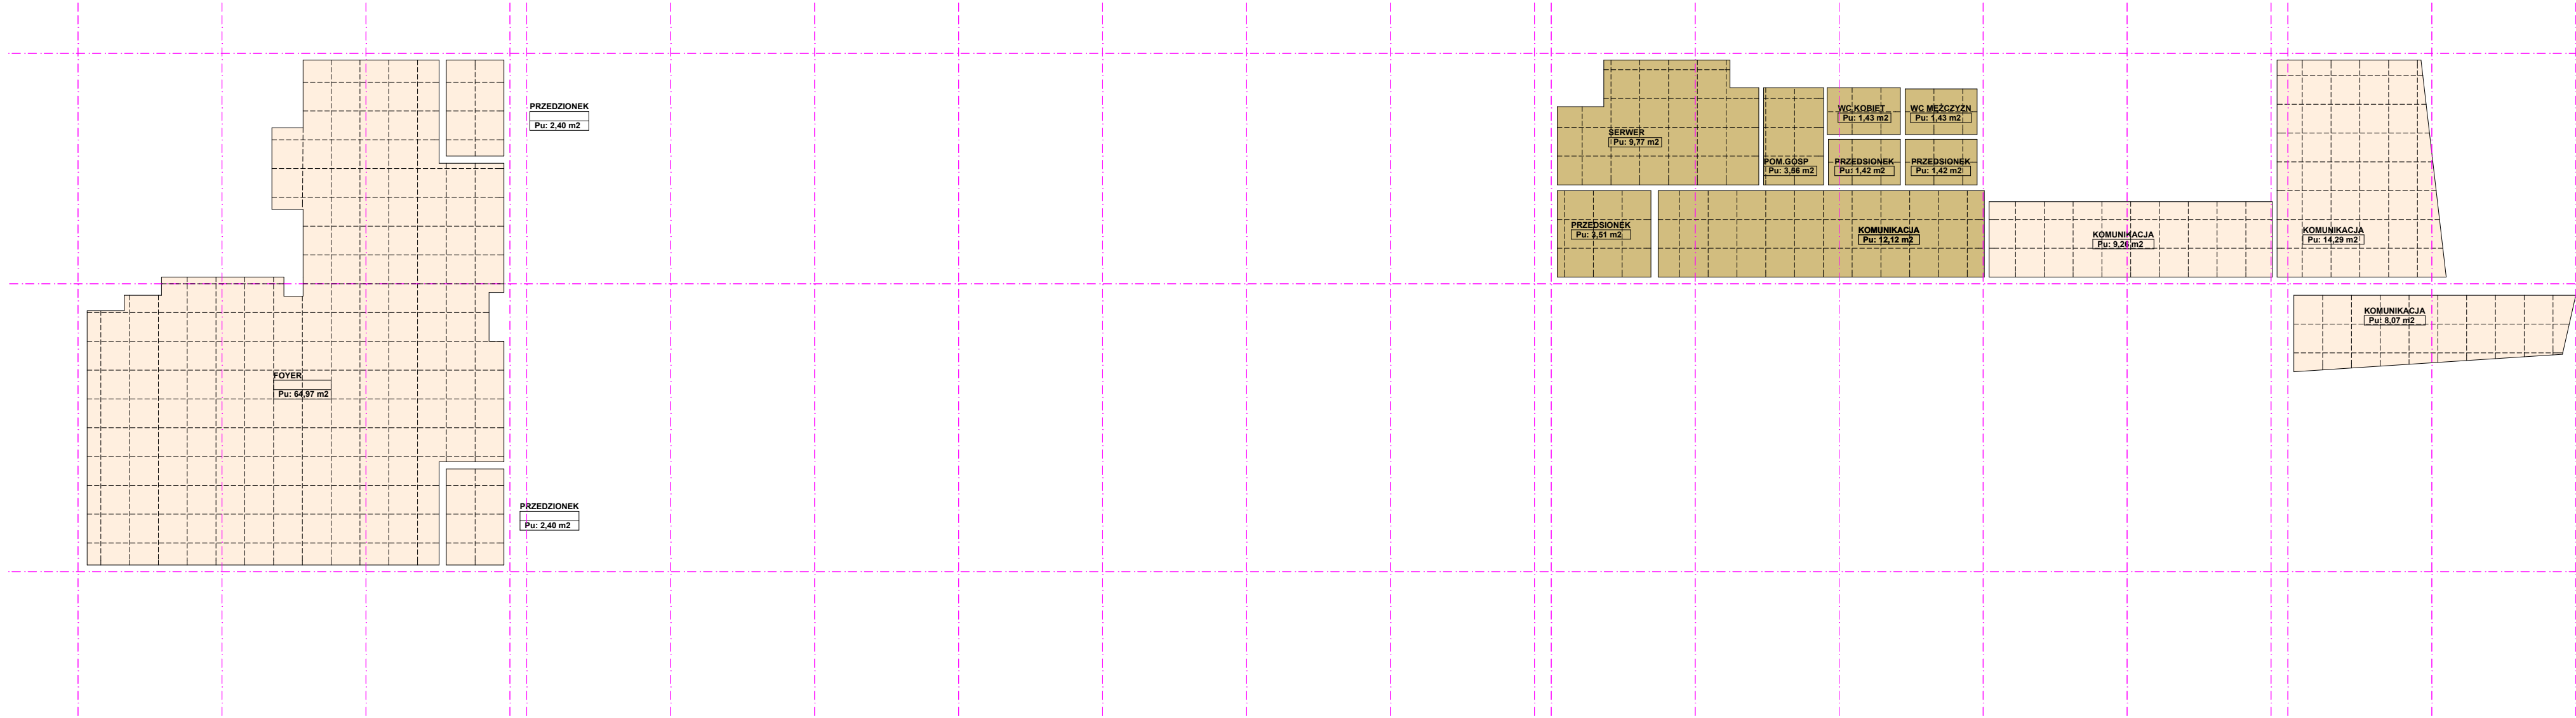 PRZEDZIONEK
Pu: 2,40 m2
FOYER
Pu: 64,97 m2
PRZEDZIONEK
Pu: 2,40 m2
SERWER
Pu: 9,77 m2
POM.GOSP
Pu: 3,56 m2
WC KOBIET
Pu: 1,43 m2
WC MĘŻCZYZN
Pu: 1,43 m2
PRZEDSIONEK
Pu: 1,42 m2
PRZEDSIONEK
Pu: 1,42 m2
PRZEDSIONEK
Pu: 3,51 m2
KOMUNIKACJA
Pu: 12,12 m2
KOMUNIKACJA
Pu: 9,26 m2
KOMUNIKACJA
Pu: 14,29 m2
KOMUNIKACJA
Pu: 8,07 m2